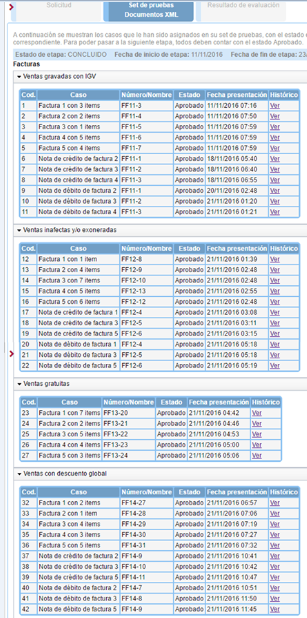 Solicitud
Set de pruebas
Documentos XML
Resultado de evaluación
A continuación se muestran los casos que le han sido asignados en su set de pruebas, con el estado
correspondiente. Para poder pasar a la siguiente etapa, todos deben contar con el estado Aprobado.
Estado de etapa: CONCLUIDO Fecha de inicio de etapa: 11/11/2016 Fecha de fin de etapa: 23/
Facturas
Ventas gravadas con IGV
Cod. Caso Número/Nombre Estado Fecha presentación Histórico
1 Factura 1 con 3 items FF11-3 Aprobado 11/11/2016 07:16 Ver
2 Factura 2 con 2 items FF11-4 Aprobado 11/11/2016 07:50 Ver
3 Factura 3 con 1 items FF11-5 Aprobado 11/11/2016 07:59 Ver
4 Factura 4 con 5 items FF11-6 Aprobado 11/11/2016 07:59 Ver
5 Factura 5 con 4 items FF11-7 Aprobado 11/11/2016 07:59 Ver
6 Nota de crédito de factura 2 FF11-1 Aprobado 18/11/2016 05:40 Ver
7 Nota de crédito de factura 3 FF11-2 Aprobado 18/11/2016 06:40 Ver
8 Nota de crédito de factura 4 FF11-3 Aprobado 18/11/2016 06:55 Ver
9 Nota de débito de factura 2 FF11-1 Aprobado 20/11/2016 02:48 Ver
10 Nota de débito de factura 3 FF11-2 Aprobado 21/11/2016 01:20 Ver
11 Nota de débito de factura 4 FF11-3 Aprobado 21/11/2016 01:21 Ver
Ventas inafectas y/o exoneradas
Cod. Caso Número/Nombre Estado Fecha presentación Histórico
12 Factura 1 con 1 item FF12-8 Aprobado 21/11/2016 01:39 Ver
13 Factura 2 con 4 items FF12-9 Aprobado 21/11/2016 02:48 Ver
14 Factura 3 con 7 items FF12-10 Aprobado 21/11/2016 02:48 Ver
15 Factura 4 con 5 items FF12-13 Aprobado 21/11/2016 02:55 Ver
16 Factura 5 con 6 items FF12-12 Aprobado 21/11/2016 02:48 Ver
17 Nota de crédito de factura 1 FF12-4 Aprobado 21/11/2016 03:08 Ver
18 Nota de crédito de factura 3 FF12-5 Aprobado 21/11/2016 03:11 Ver
19 Nota de crédito de factura 5 FF12-6 Aprobado 21/11/2016 03:15 Ver
20 Nota de débito de factura 1 FF12-4 Aprobado 21/11/2016 05:18 Ver
21 Nota de débito de factura 3 FF12-5 Aprobado 21/11/2016 05:18 Ver
22 Nota de débito de factura 5 FF12-6 Aprobado 21/11/2016 05:19 Ver
Ventas gratuitas
Cod. Caso Número/Nombre Estado Fecha presentación Histórico
23 Factura 1 con 7 items FF13-20 Aprobado 21/11/2016 04:42 Ver
24 Factura 2 con 2 items FF13-21 Aprobado 21/11/2016 04:46 Ver
25 Factura 3 con 5 items FF13-22 Aprobado 21/11/2016 04:53 Ver
26 Factura 4 con 4 items FF13-23 Aprobado 21/11/2016 05:00 Ver
27 Factura 5 con 3 items FF13-24 Aprobado 21/11/2016 05:06 Ver
Ventas con descuento global
Cod. Caso Número/Nombre Estado Fecha presentación Histórico
32 Factura 1 con 2 items FF14-27 Aprobado 21/11/2016 06:57 Ver
33 Factura 2 con 1 item FF14-28 Aprobado 21/11/2016 07:06 Ver
34 Factura 3 con 4 items FF14-29 Aprobado 21/11/2016 07:19 Ver
35 Factura 4 con 3 items FF14-30 Aprobado 21/11/2016 07:27 Ver
36 Factura 5 con 4 items FF14-31 Aprobado 21/11/2016 07:32 Ver
37 Nota de crédito de factura 2 FF14-9 Aprobado 21/11/2016 10:41 Ver
38 Nota de crédito de factura 3 FF14-10 Aprobado 21/11/2016 10:42 Ver
39 Nota de crédito de factura 5 FF14-11 Aprobado 21/11/2016 10:47 Ver
40 Nota de débito de factura 2 FF14-7 Aprobado 21/11/2016 10:51 Ver
41 Nota de débito de factura 3 FF14-8 Aprobado 21/11/2016 11:50 Ver
42 Nota de débito de factura 5 FF14-9 Aprobado 21/11/2016 11:45 Ver